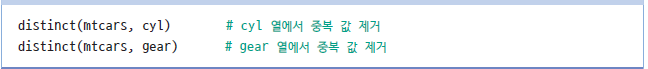 distinct(mtcars, cyl) # cyl 열에서 중복 값 제거
distinct(mtcars, gear) # gear 열에서 중복 값 제거